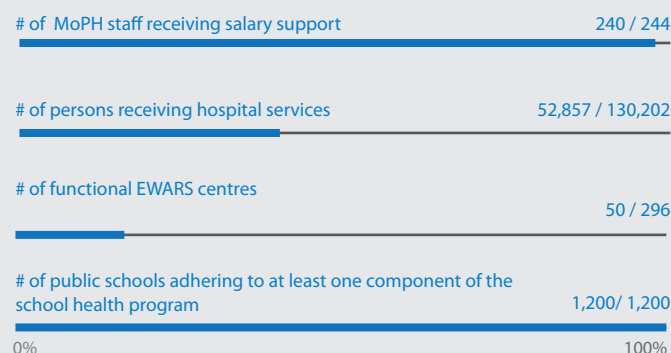 # of  MoPH staff receiving salary support 240 / 244
# of persons receiving hospital services 52,857 / 130,202
# of functional EWARS centres
50 / 296
# of public schools adhering to at least one component of the
school health program 1,200/ 1,200
0% 100%